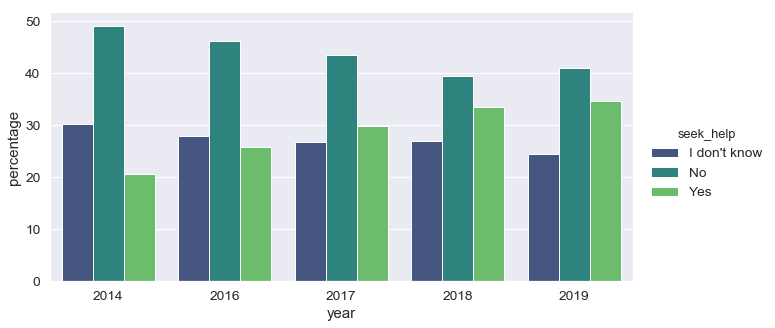 50
40
30
20
10
0
percentage
2014 2016 2017 2018 2019
year
seek_help
I don't know
No
Yes